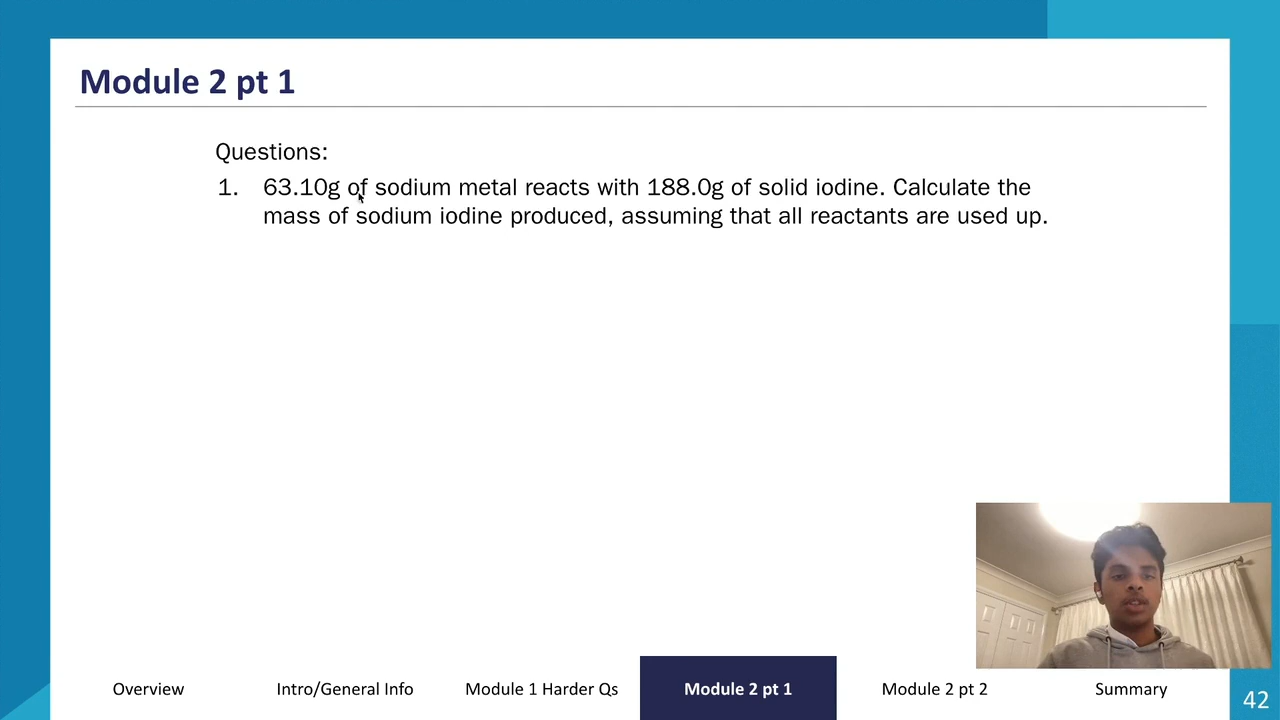 Module 2 pt 1
Questions:
1. 63.10g of sodium metal reacts with 188.0g of solid iodine. Calculate the
mass of sodium iodine produced, assuming that all reactants are used up.
Overview
Intro/General Info
Module 1 Harder Qs
Module 2 pt 1
Module 2 pt 2
Summary
42